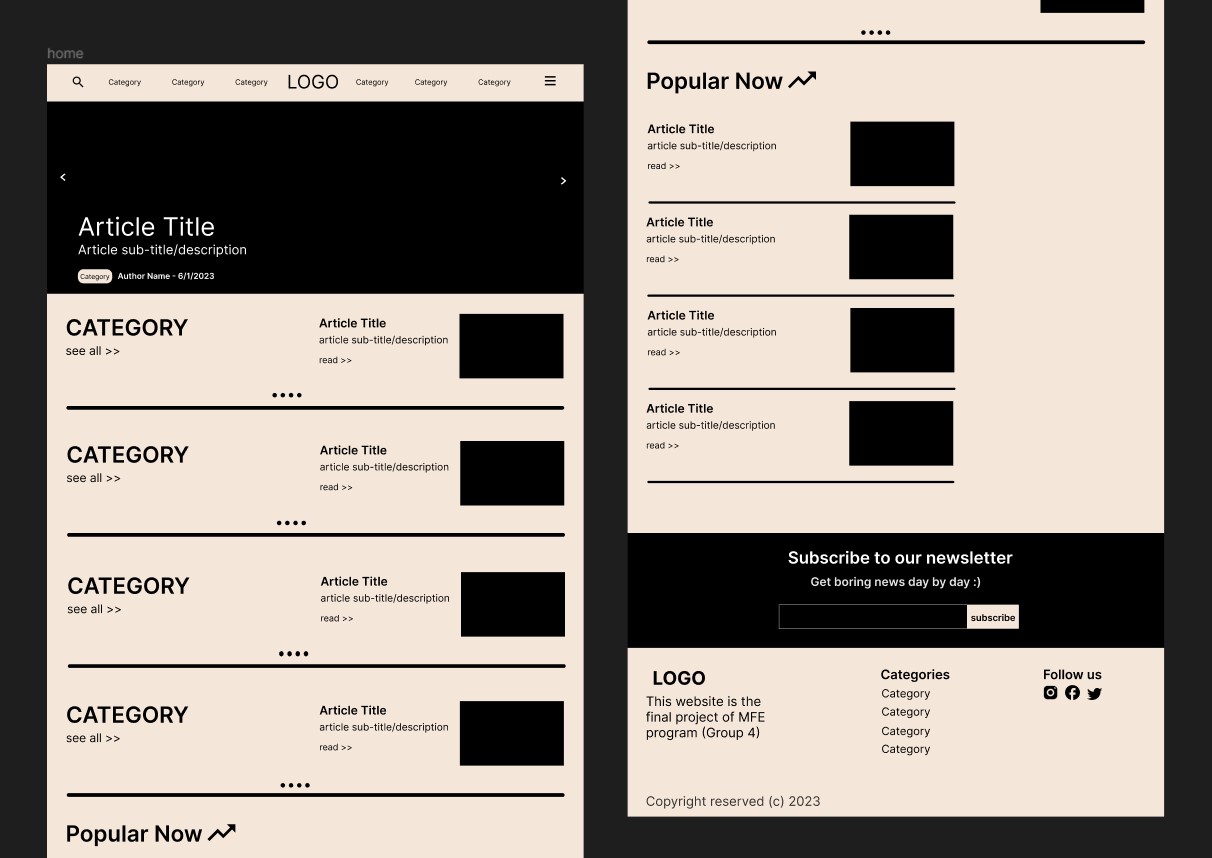 home
Category Category Category LOGO Category Category Category
Article Title
Article sub-title/description
Category Author Name - 6/1/2023
CATEGORY
see all >>
Article Title
article sub-title/description
read >>
CATEGORY
see all >>
Article Title
article sub-title/description
read >>
CATEGORY
see all >>
Article Title
article sub-title/description
read >>
CATEGORY
see all >>
Article Title
article sub-title/description
read >>
Popular Now
Popular Now
Article Title
article sub-title/description
read >>
Article Title
article sub-title/description
read >>
Article Title
article sub-title/description
read >>
Article Title
article sub-title/description
read >>
Subscribe to our newsletter
Get boring news day by day :)
subscribe
LOGO
This website is the
final project of MFE
program (Group 4)
Categories
Category
Category
Category
Category
Follow us
Copyright reserved (c) 2023